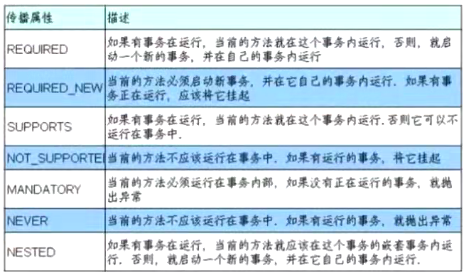 传播属性 描述
REQUIRED 如果有事务在运行，当前的方法就在这个事务内运行，否则，就启
动一个新的事务，并在自己的事务内运行
REQUIRED_NEW 当前的方法必须启动新事务，并在它自己的事务内运行．如果有事
务正在运行，应该将它挂起
SUPPORTS 如果有事务在运行，当前的方法就在这个事务内运行．否则它可以不
运行在事务中．
NOT_SUPPORTE 当前的方法不应该运行在事务中．如果有运行的事务，将它挂起
MANDATORY 当前的方法必须运行在事务内部，如果没有正在运行的事务，就抛
出异常
NEVER 当前的方法不应该运行在事务中．如果有运行的事务，就抛出异常
NESTED 如果有事务在运行，当前的方法就应该在这个事务的嵌套事务内运
行．否则，就启动一个新的事务，并在它自己的事务内运行．